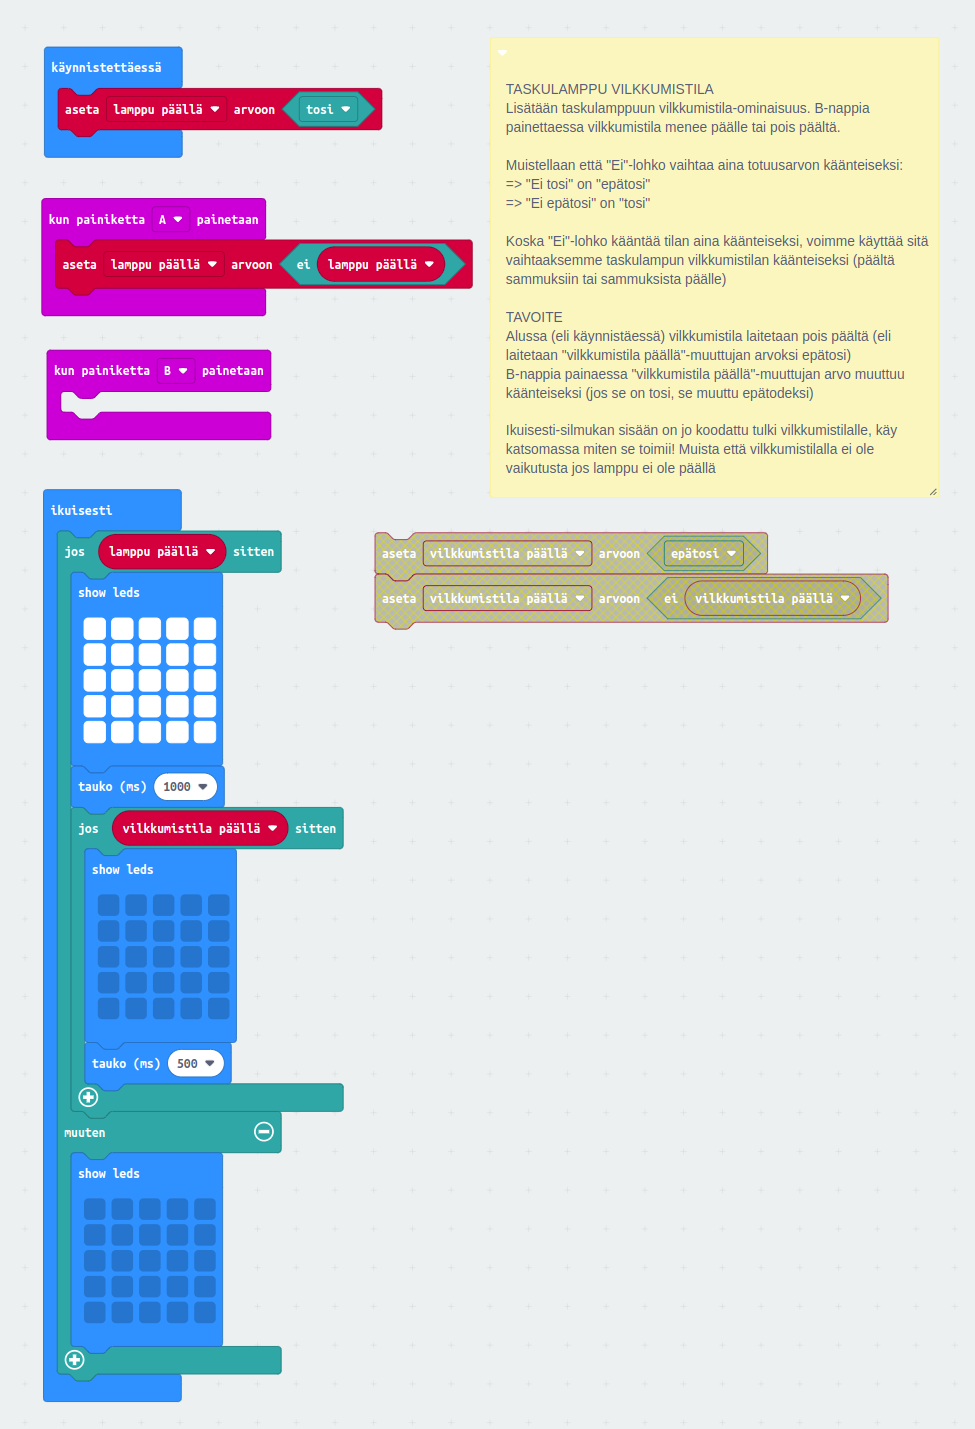 käynnistettäessä
aseta lamppu päällä arvoon tosi
kun painiketta A painetaan
aseta lamppu päällä arvoon ei lamppu päällä
kun painiketta B painetaan
TASKULAMPPU VILKKUMISTILA
Lisätään taskulamppuun vilkkumistila-ominaisuus. B-nappia
painettaessa vilkkumistila menee päälle tai pois päältä.
Muistellaan että "Ei"-lohko vaihtaa aina totuusarvon käänteiseksi:
=> "Ei tosi" on "epätosi"
=> "Ei epätosi" on "tosi"
Koska "Ei"-lohko kääntää tilan aina käänteiseksi, voimme käyttää sitä
vaihtaaksemme taskulampun vilkkumistilan käänteiseksi (päältä
sammuksiin tai sammuksista päälle)
TAVOITE
Alussa (eli käynnistäessä) vilkkumistila laitetaan pois päältä (eli
laitetaan "vilkkumistila päällä"-muuttujan arvoksi epätosi)
B-nappia painaessa "vilkkumistila päällä"-muuttujan arvo muuttuu
käänteiseksi (jos se on tosi, se muuttu epätodeksi)
Ikuisesti-silmukan sisään on jo koodattu tulki vilkkumistilalle, käy
katsomassa miten se toimii! Muista että vilkkumistilalla ei ole
vaikutusta jos lamppu ei ole päällä
ikuisesti
jos lamppu päällä sitten
show leds
tauko (ms) 1000
jos vilkkumistila päällä sitten
show leds
tauko (ms) 500
muuten
show leds
aseta vilkkumistila päällä arvoon epätosi
aseta vilkkumistila päällä arvoon ei vilkkumistila päällä